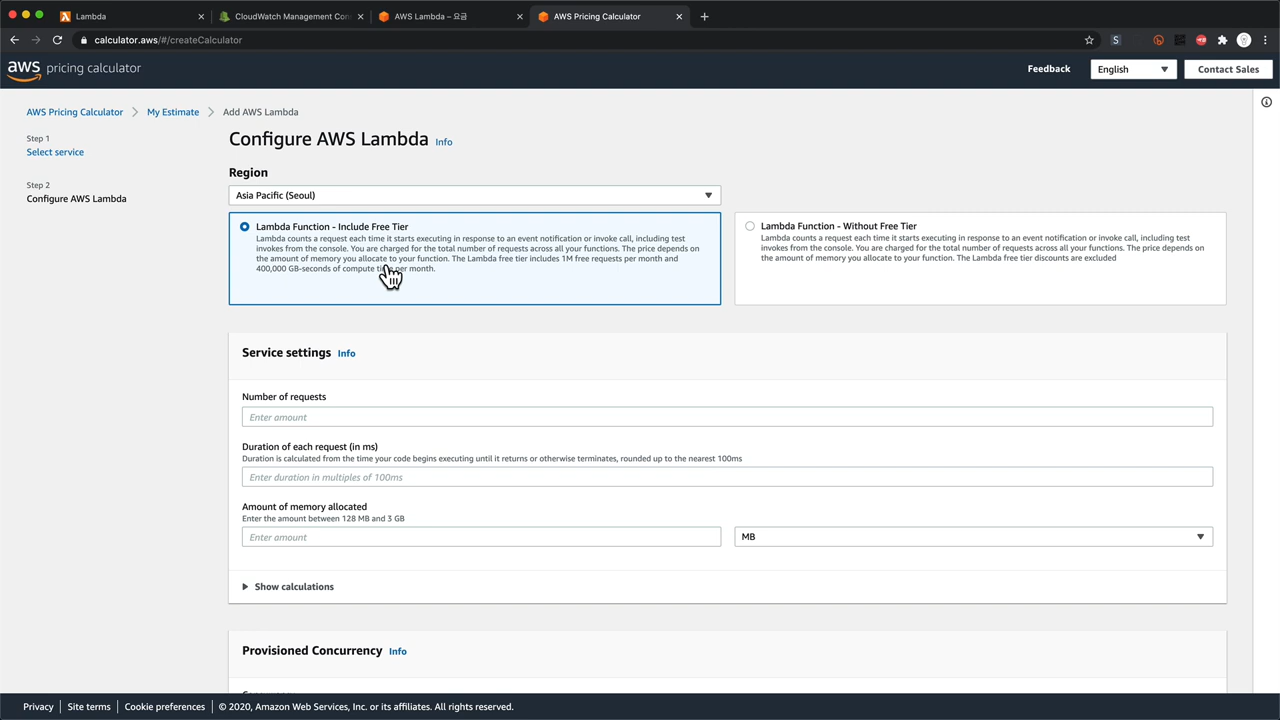 Lambda
CloudWatch Management Con
AWS Lambda – 요금
AWS Pricing Calculator
calculator.aws/#/createCalculator
aws pricing calculator
Feedback
English
Contact Sales
AWS Pricing Calculator
My Estimate
Add AWS Lambda
Step 1
Select service
Step 2
Configure AWS Lambda
Configure AWS Lambda Info
Region
Asia Pacific (Seoul)
Lambda Function - Include Free Tier
Lambda counts a request each time it starts executing in response to an event notification or invoke call, including test
invokes from the console. You are charged for the total number of requests across all your functions. The price depends on
the amount of memory you allocate to your function. The Lambda free tier includes 1M free requests per month and
400,000 GB-seconds of compute time per month.
Lambda Function - Without Free Tier
Lambda counts a request each time it starts executing in response to an event notification or invoke call, including test
invokes from the console. You are charged for the total number of requests across all your functions. The price depends on
the amount of memory you allocate to your function. The Lambda free tier discounts are excluded
Service settings Info
Number of requests
Enter amount
Duration of each request (in ms)
Duration is calculated from the time your code begins executing until it returns or otherwise terminates, rounded up to the nearest 100ms
Enter duration in multiples of 100ms
Amount of memory allocated
Enter the amount between 128 MB and 3 GB
Enter amount
MB
Show calculations
Provisioned Concurrency Info
Privacy
Site terms
Cookie preferences
© 2020, Amazon Web Services, Inc. or its affiliates. All rights reserved.